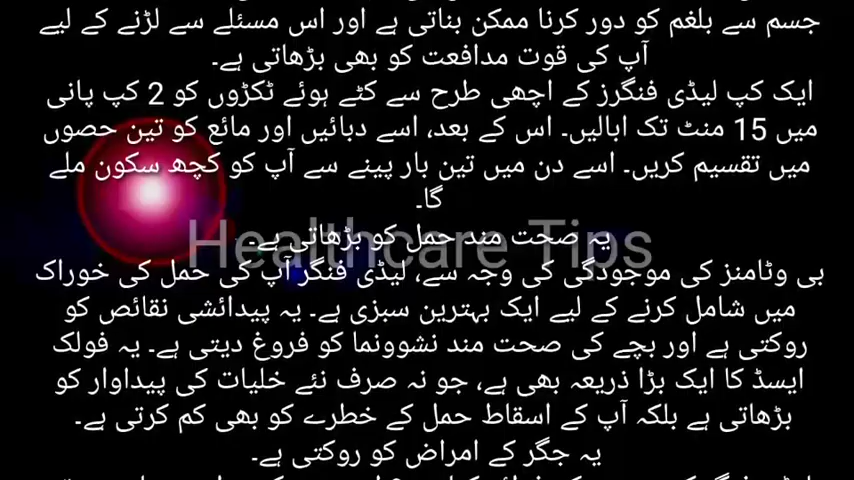 جسم سے بلغم کو دور کرنا ممکن بناتی ہے اور اس مسئلے سے لڑنے کے لیے
آپ کی قوت مدافعت کو بھی بڑھاتی ہے۔
ایک کپ لیڈی فنگرز کے اچھی طرح سے کٹے ہوئے ٹکڑوں کو 2 کپ پانی
میں 15 منٹ تک ابالیں۔ اس کے بعد، اسے دبائیں اور مائع کو تین حصوں
میں تقسیم کریں۔ اسے دن میں تین بار پینے سے آپ کو کچھ سکون ملے
گا۔
یہ صحت مند حمل کو بڑھاتی ہے۔
Healthcare Tips
بی وٹامنز کی موجودگی کی وجہ سے، لیڈی فنگر آپ کی حمل کی خوراک
میں شامل کرنے کے لیے ایک بہترین سبزی ہے۔ یہ پیدائشی نقائص کو
روکتی ہے اور بچے کی صحت مند نشوونما کو فروغ دیتی ہے۔ یہ فولک
ایسڈ کا ایک بڑا ذریعہ بھی ہے، جو نہ صرف نئے خلیات کی پیداوار کو
بڑھاتی ہے بلکہ آپ کے اسقاط حمل کے خطرے کو بھی کم کرتی ہے۔
یہ جگر کے امراض کو روکتی ہے۔